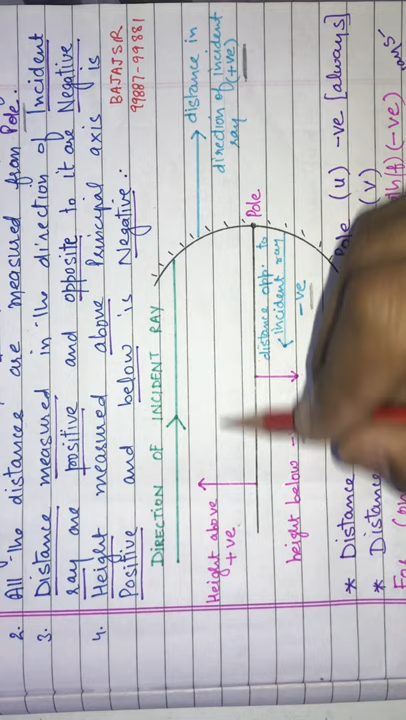 2. All the distances are measured from Pole.
3. Distance measured in the direction of Incident
ray are positive and opposite to it are Negative
4. Height measured above Principal axis is
Positive and below is Negative.
BAJAJ SIR
99887-99881
DIRECTION OF INCIDENT RAY
distance in
direction of incident
ray (+ve)
Height above
+ve
Pole
distance opp. to
incident ray
-ve
height below -
* Distance Pole (u) -ve [always]
* Distance (v)
For (-ve)